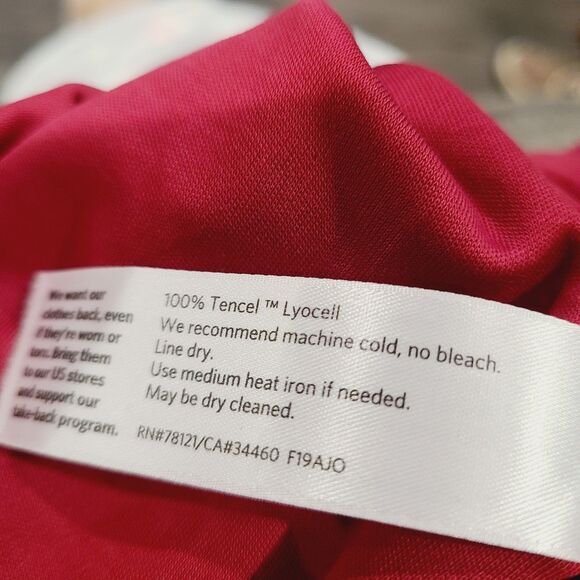 We want our
clothes back, even
if they're worn or
torn. Bring them
to our US stores
and support our
take-back program.
100% Tencel™ Lyocell
We recommend machine cold, no bleach.
Line dry.
Use medium heat iron if needed.
May be dry cleaned.
RN#78121/CA#34460 F19AJO